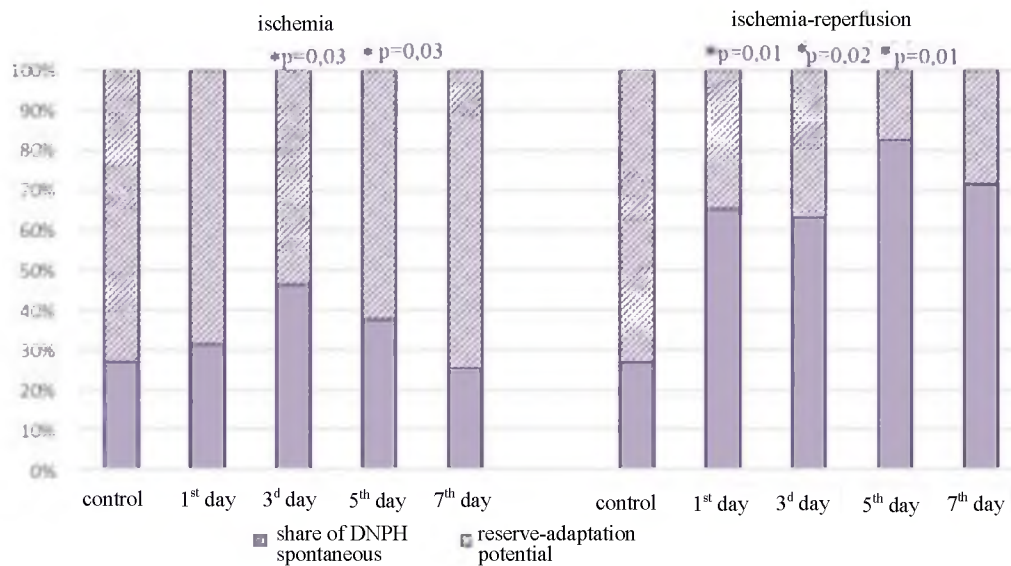 ischemia
ischemia-reperfusion
*p=0,03
* p=0,03
*p=0.01
*p=0.02
*p=0.01
100%
90%
80%
70%
60%
50%
40%
30%
20%
10%
0%
control 1st day 3d day 5th day 7th day
control 1st day 3d day 5th day 7th day
share of DNPH
spontaneous
reserve-adaptation
potential